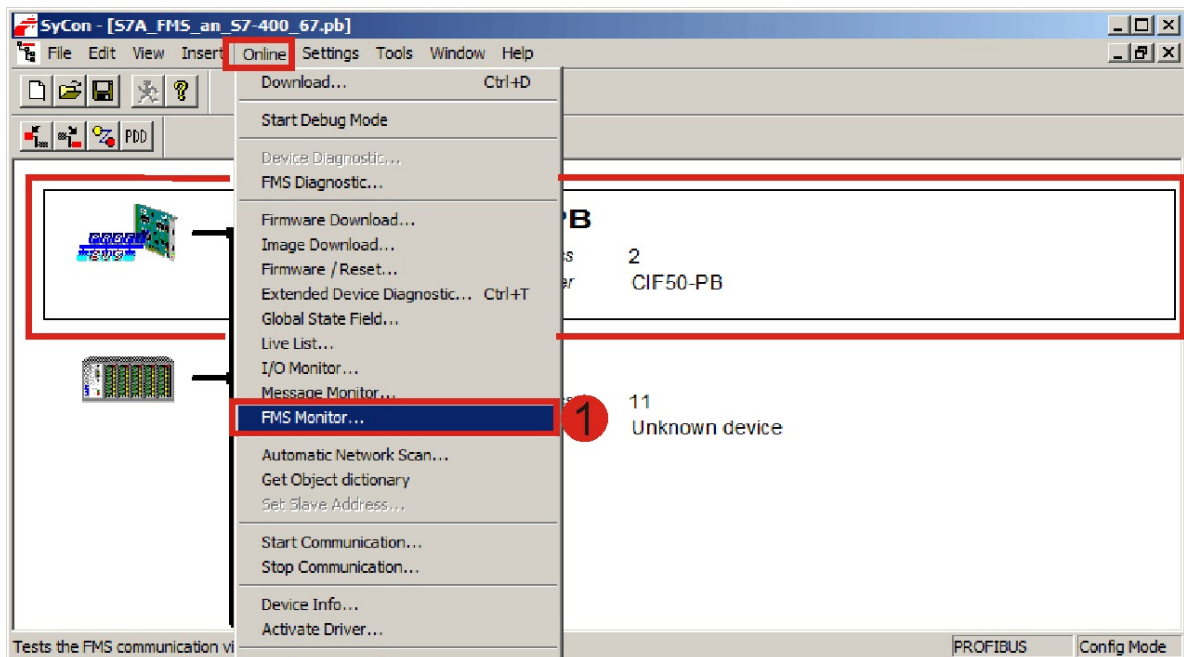 SyCon - [S7A_FMS_an_S7-400_67.pb]
File Edit View Insert Online Settings Tools Window Help
PDD
Download... Ctrl+D
Start Debug Mode
Device Diagnostic...
FMS Diagnostic...
Firmware Download...
Image Download...
Firmware / Reset...
Extended Device Diagnostic... Ctrl+T
Global State Field...
Live List...
I/O Monitor...
Message Monitor...
FMS Monitor...
1
Automatic Network Scan...
Get Object dictionary
Set Slave Address...
Start Communication...
Stop Communication...
Device Info...
Activate Driver...
PB
2
CIF50-PB
11
Unknown device
Tests the FMS communication vi
PROFIBUS
Config Mode